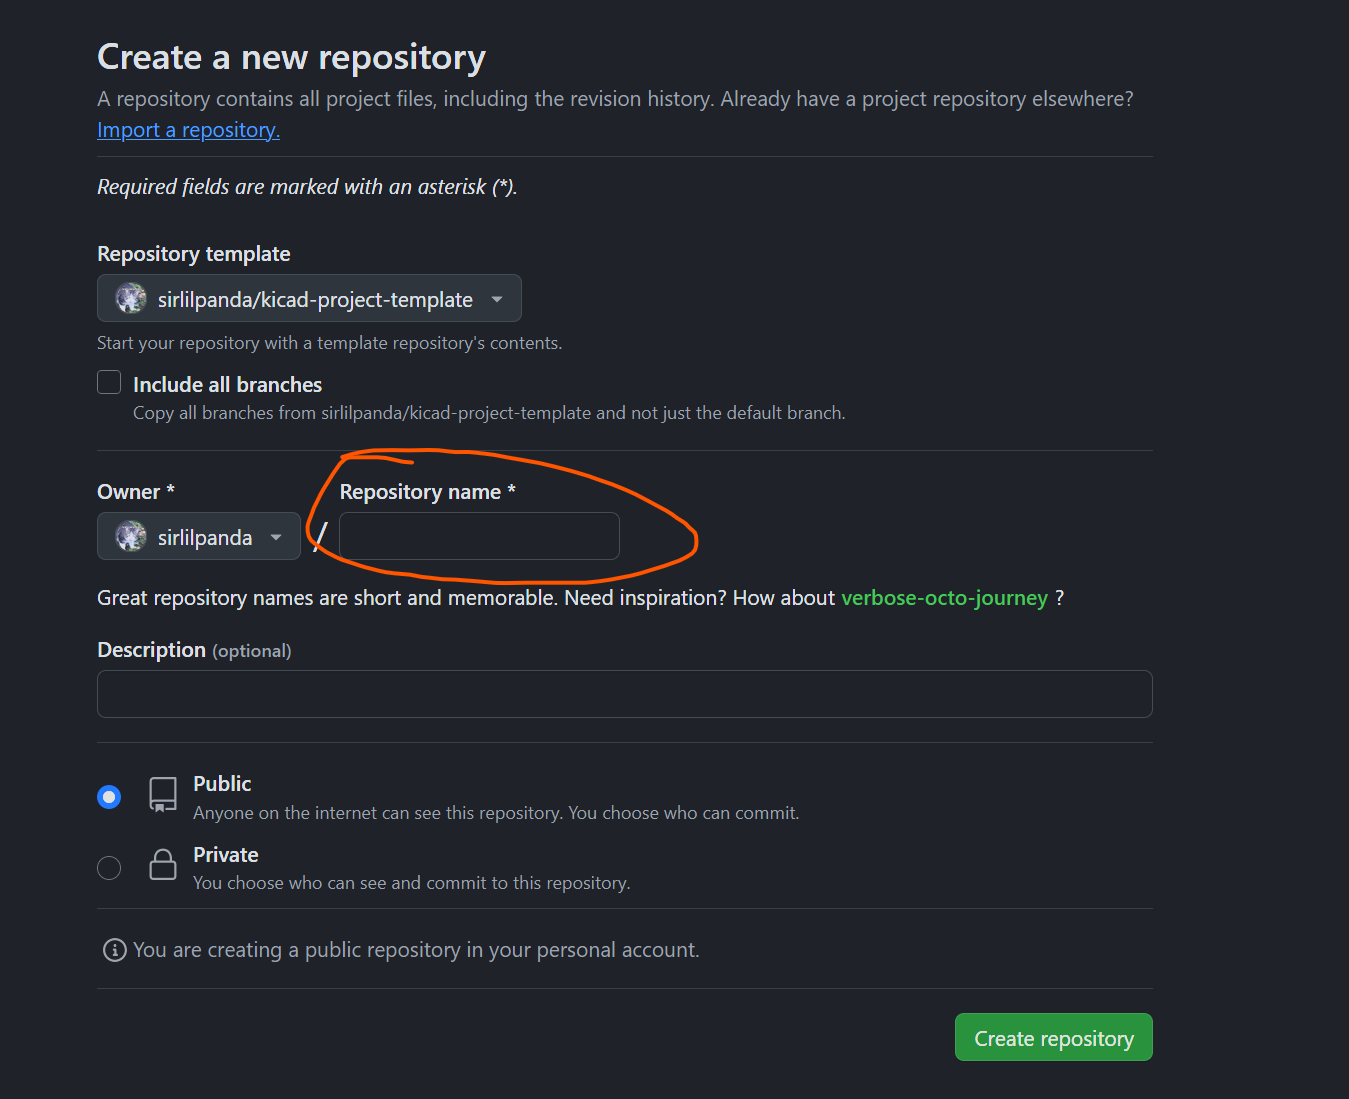 Create a new repository
A repository contains all project files, including the revision history. Already have a project repository elsewhere?
Import a repository.
Required fields are marked with an asterisk (*).
Repository template
sirlilpanda/kicad-project-template
Start your repository with a template repository's contents.
Include all branches
Copy all branches from sirlilpanda/kicad-project-template and not just the default branch.
Owner * Repository name *
sirlilpanda /
Great repository names are short and memorable. Need inspiration? How about verbose-octo-journey ?
Description (optional)
Public
Anyone on the internet can see this repository. You choose who can commit.
Private
You choose who can see and commit to this repository.
You are creating a public repository in your personal account.
Create repository